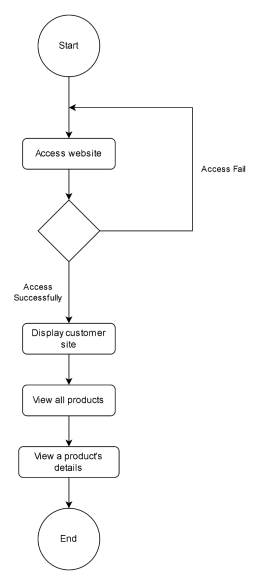 Start
Access website
Access Fail
Access
Successfully
Display customer
site
View all products
View a product's
details
End